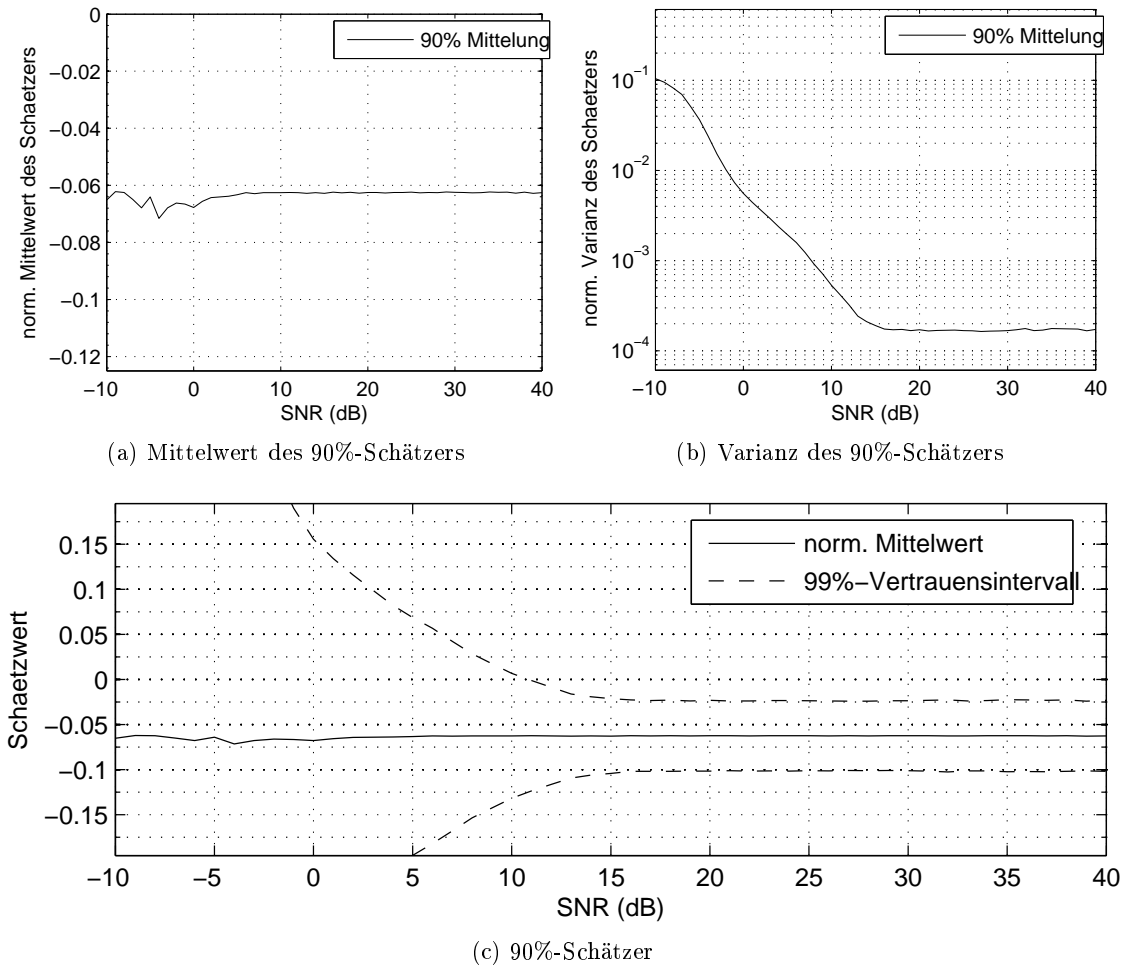 0
−0.02
−0.04
−0.06
−0.08
−0.1
−0.12
norm. Mittelwert des Schaetzers
90% Mittelung
−10 0 10 20 30 40
SNR (dB)
(a) Mittelwert des 90%-Schätzers
10−1
10−2
10−3
10−4
norm. Varianz des Schaetzers
90% Mittelung
−10 0 10 20 30 40
SNR (dB)
(b) Varianz des 90%-Schätzers
0.15
0.1
0.05
0
−0.05
−0.1
−0.15
Schaetzwert
norm. Mittelwert
99%−Vertrauensintervall
−10 −5 0 5 10 15 20 25 30 35 40
SNR (dB)
(c) 90%-Schätzer